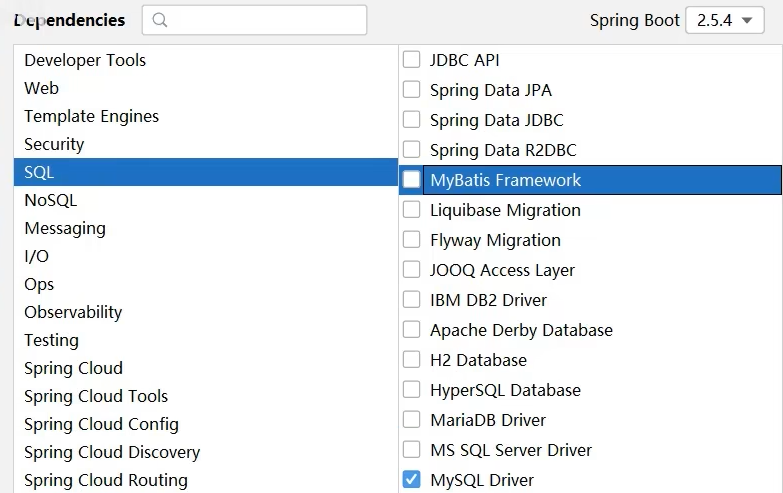 Dependencies
Spring Boot 2.5.4
Developer Tools
Web
Template Engines
Security
SQL
NoSQL
Messaging
I/O
Ops
Observability
Testing
Spring Cloud
Spring Cloud Tools
Spring Cloud Config
Spring Cloud Discovery
Spring Cloud Routing
JDBC API
Spring Data JPA
Spring Data JDBC
Spring Data R2DBC
MyBatis Framework
Liquibase Migration
Flyway Migration
JOOQ Access Layer
IBM DB2 Driver
Apache Derby Database
H2 Database
HyperSQL Database
MariaDB Driver
MS SQL Server Driver
MySQL Driver